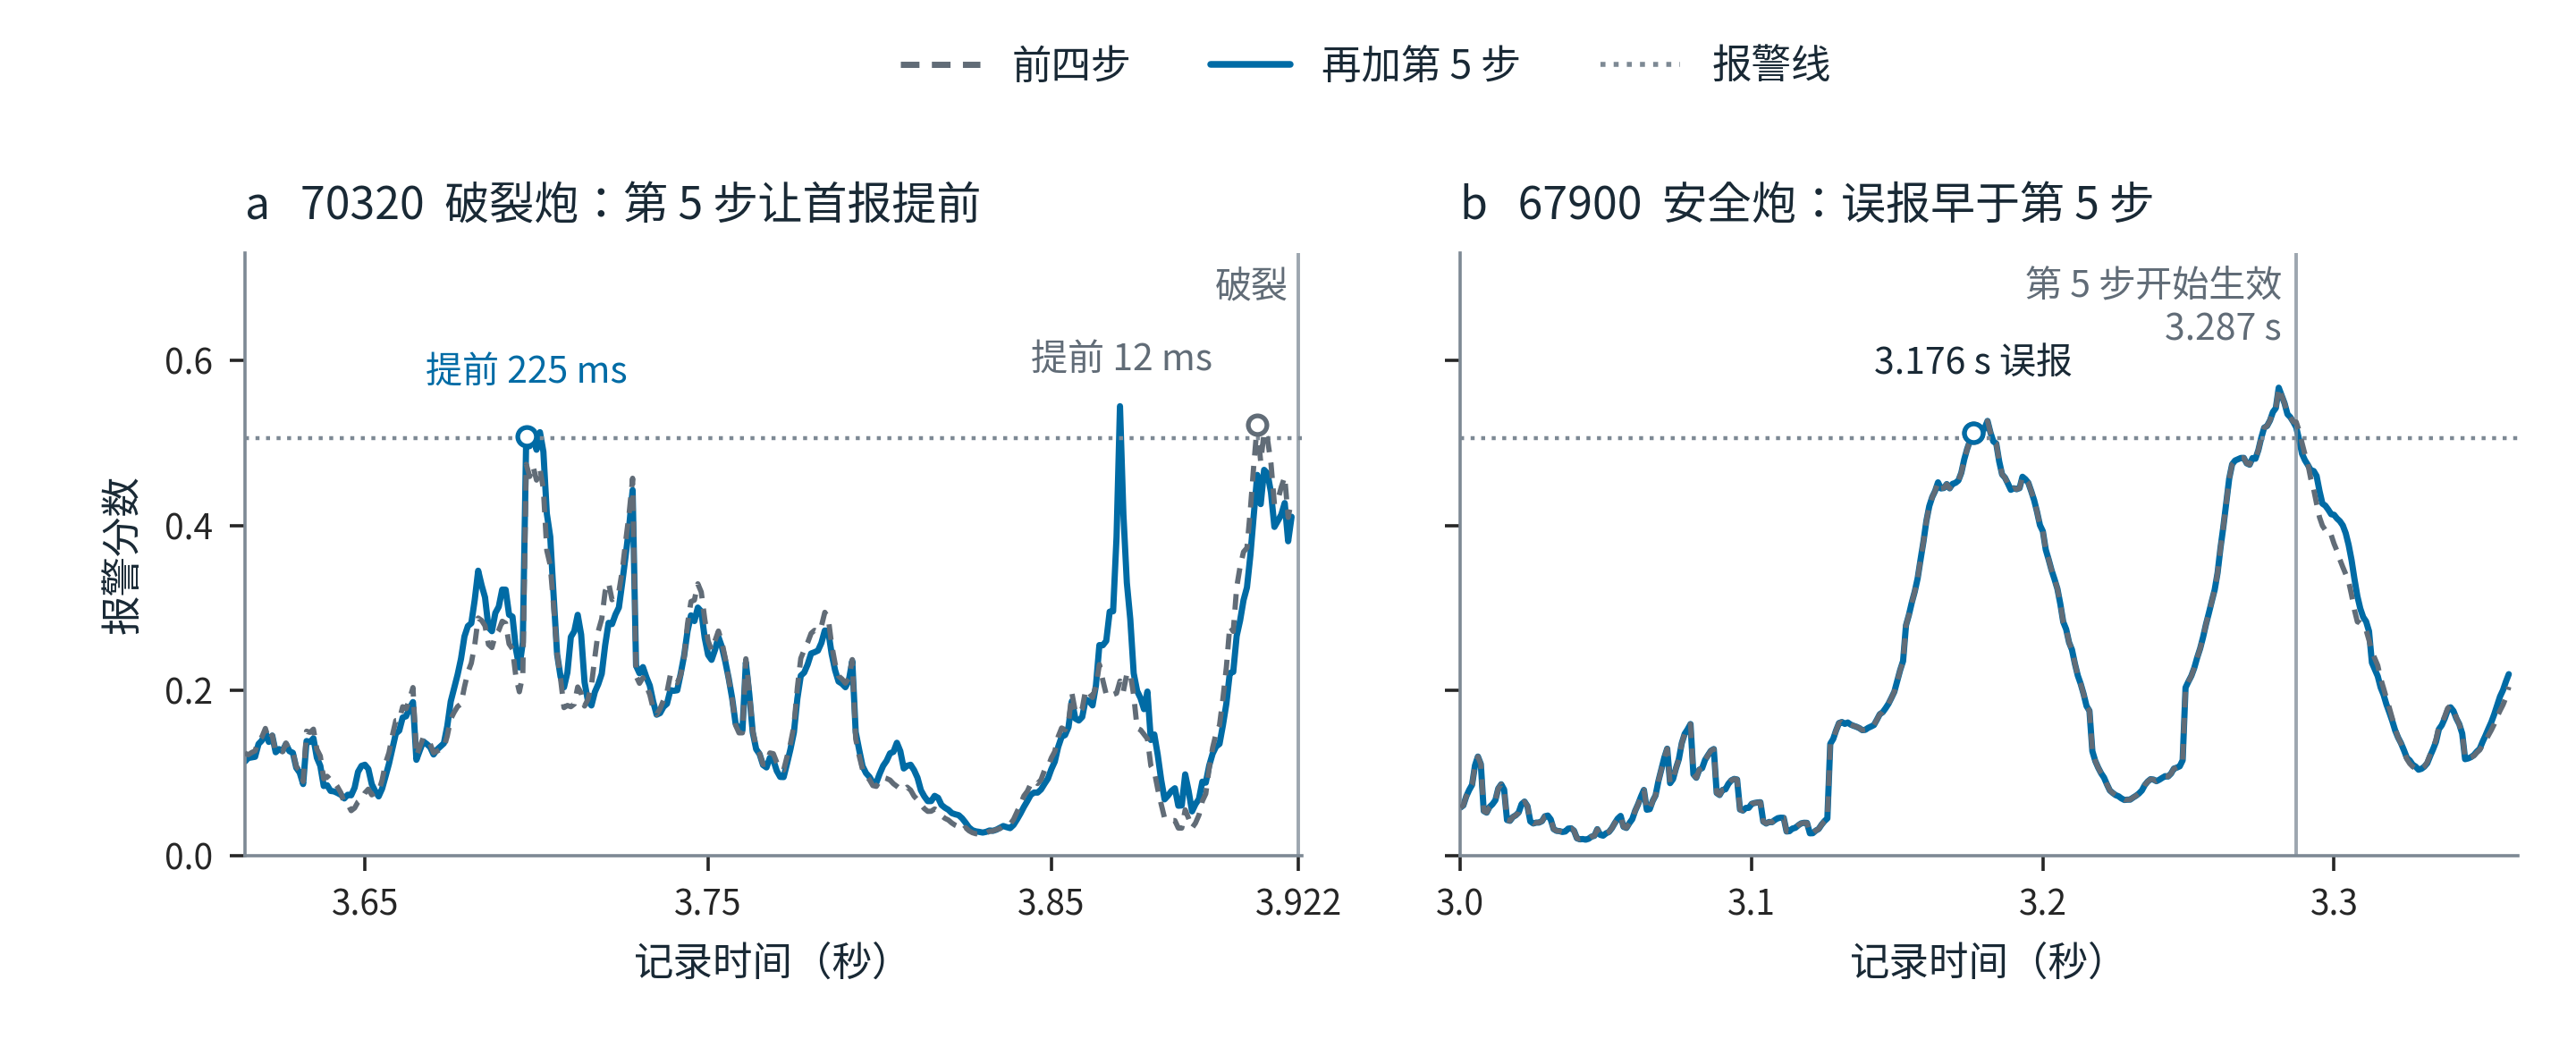 前四步 再加第 5 步 报警线
a 70320 破裂炮：第 5 步让首报提前
破裂
提前 225 ms
提前 12 ms
报警分数
0.6
0.4
0.2
0.0
3.65 3.75 3.85 3.922
记录时间（秒）
b 67900 安全炮：误报早于第 5 步
第 5 步开始生效
3.287 s
3.176 s 误报
3.0 3.1 3.2 3.3
记录时间（秒）